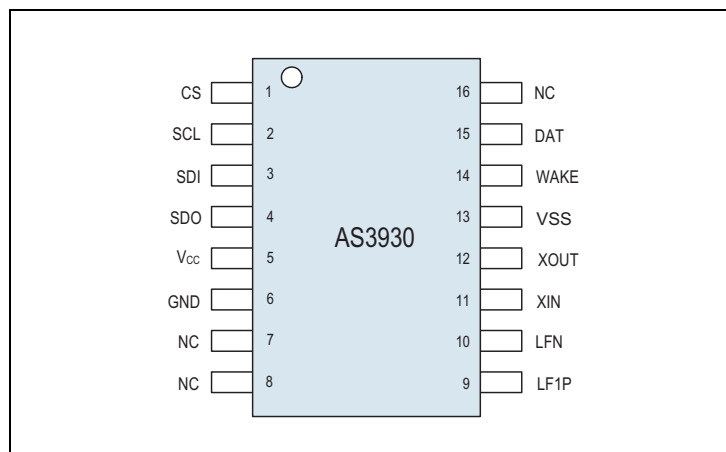 CS 1 16 NC
SCL 2 15 DAT
SDI 3 14 WAKE
SDO 4 13 VSS
AS3930
Vcc 5 12 XOUT
GND 6 11 XIN
NC 7 10 LFN
NC 8 9 LF1P